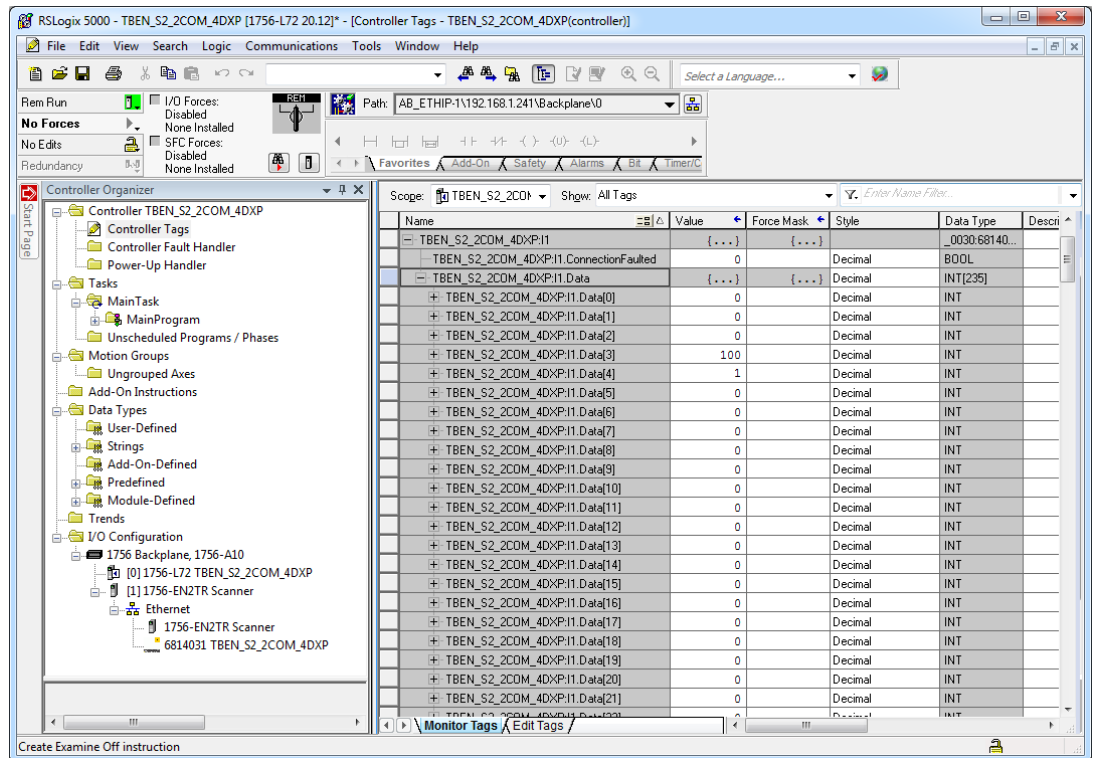 RSLogix 5000 - TBEN_S2_2COM_4DXP [1756-L72 20.12]* - [Controller Tags - TBEN_S2_2COM_4DXP(controller)]
File Edit View Search Logic Communications Tools Window Help
Select a Language...
Rem Run
No Forces
No Edits
Redundancy
I/O Forces:
Disabled
None Installed
SFC Forces:
Disabled
None Installed
REM
Path: AB_ETHIP-1\192.168.1.241\Backplane\0
Favorites Add-On Safety Alarms Bit Timer/C
Start Page
Controller Organizer
Controller TBEN_S2_2COM_4DXP
Controller Tags
Controller Fault Handler
Power-Up Handler
Tasks
MainTask
MainProgram
Unscheduled Programs / Phases
Motion Groups
Ungrouped Axes
Add-On Instructions
Data Types
User-Defined
Strings
Add-On-Defined
Predefined
Module-Defined
Trends
I/O Configuration
1756 Backplane, 1756-A10
[0] 1756-L72 TBEN_S2_2COM_4DXP
[1] 1756-EN2TR Scanner
Ethernet
1756-EN2TR Scanner
6814031 TBEN_S2_2COM_4DXP
Scope: TBEN_S2_2COM Show: All Tags Enter Name Filter...
Name Value Force Mask Style Data Type Descri
TBEN_S2_2COM_4DXP:I1 {...} {...} _0030:68140...
TBEN_S2_2COM_4DXP:I1.ConnectionFaulted 0 Decimal BOOL
TBEN_S2_2COM_4DXP:I1.Data {...} {...} Decimal INT[235]
TBEN_S2_2COM_4DXP:I1.Data[0] 0 Decimal INT
TBEN_S2_2COM_4DXP:I1.Data[1] 0 Decimal INT
TBEN_S2_2COM_4DXP:I1.Data[2] 0 Decimal INT
TBEN_S2_2COM_4DXP:I1.Data[3] 100 Decimal INT
TBEN_S2_2COM_4DXP:I1.Data[4] 1 Decimal INT
TBEN_S2_2COM_4DXP:I1.Data[5] 0 Decimal INT
TBEN_S2_2COM_4DXP:I1.Data[6] 0 Decimal INT
TBEN_S2_2COM_4DXP:I1.Data[7] 0 Decimal INT
TBEN_S2_2COM_4DXP:I1.Data[8] 0 Decimal INT
TBEN_S2_2COM_4DXP:I1.Data[9] 0 Decimal INT
TBEN_S2_2COM_4DXP:I1.Data[10] 0 Decimal INT
TBEN_S2_2COM_4DXP:I1.Data[11] 0 Decimal INT
TBEN_S2_2COM_4DXP:I1.Data[12] 0 Decimal INT
TBEN_S2_2COM_4DXP:I1.Data[13] 0 Decimal INT
TBEN_S2_2COM_4DXP:I1.Data[14] 0 Decimal INT
TBEN_S2_2COM_4DXP:I1.Data[15] 0 Decimal INT
TBEN_S2_2COM_4DXP:I1.Data[16] 0 Decimal INT
TBEN_S2_2COM_4DXP:I1.Data[17] 0 Decimal INT
TBEN_S2_2COM_4DXP:I1.Data[18] 0 Decimal INT
TBEN_S2_2COM_4DXP:I1.Data[19] 0 Decimal INT
TBEN_S2_2COM_4DXP:I1.Data[20] 0 Decimal INT
TBEN_S2_2COM_4DXP:I1.Data[21] 0 Decimal INT
Monitor Tags Edit Tags
Create Examine Off instruction